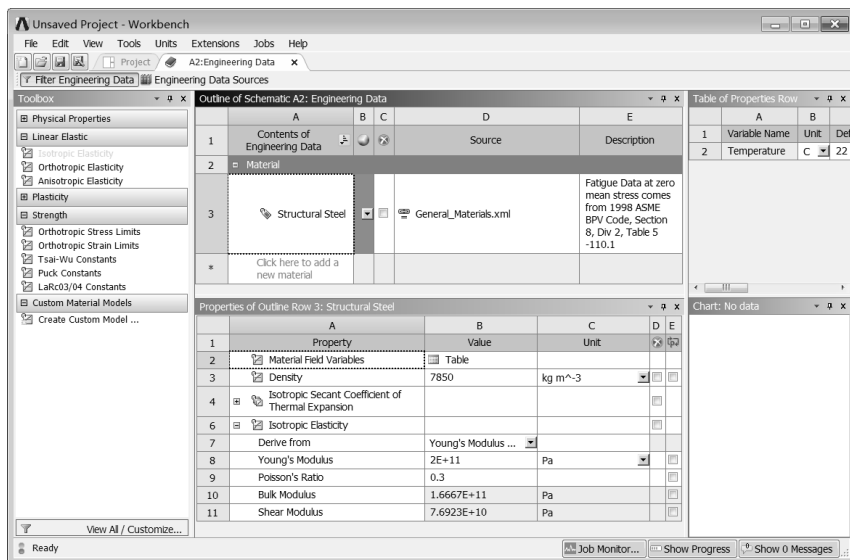 Unsaved Project - Workbench
File Edit View Tools Units Extensions Jobs Help
Project A2:Engineering Data
Filter Engineering Data Engineering Data Sources
Toolbox
Physical Properties
Linear Elastic
Isotropic Elasticity
Orthotropic Elasticity
Anisotropic Elasticity
Plasticity
Strength
Orthotropic Stress Limits
Orthotropic Strain Limits
Tsai-Wu Constants
Puck Constants
LaRc03/04 Constants
Custom Material Models
Create Custom Model ...
View All / Customize...
Outline of Schematic A2: Engineering Data
A B C D E
1 Contents of Engineering Data Source Description
2 Material
3 Structural Steel General_Materials.xml Fatigue Data at zero
mean stress comes
from 1998 ASME
BPV Code, Section
8, Div 2, Table 5
-110.1
* Click here to add a
new material
Table of Properties Row
A B
1 Variable Name Unit Def
2 Temperature C 22
Properties of Outline Row 3: Structural Steel
A B C D E
1 Property Value Unit
2 Material Field Variables Table
3 Density 7850 kg m^-3
4 Isotropic Secant Coefficient of
Thermal Expansion
6 Isotropic Elasticity
7 Derive from Young's Modulus ...
8 Young's Modulus 2E+11 Pa
9 Poisson's Ratio 0.3
10 Bulk Modulus 1.6667E+11 Pa
11 Shear Modulus 7.6923E+10 Pa
Chart: No data
Ready Job Monitor... Show Progress Show 0 Messages